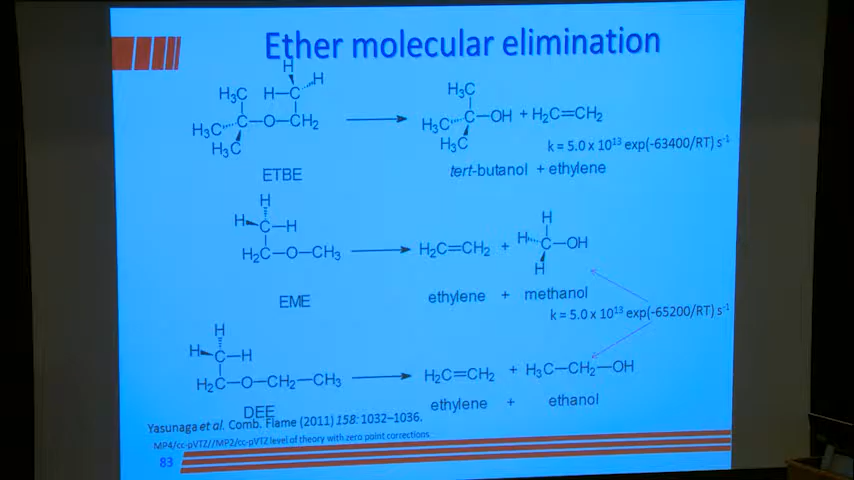 Ether molecular elimination
H
H
H₃C H–C
H₃C C–O–CH₂
H₃C
H₃C
H₃C C–OH + H₂C=CH₂
H₃C
k = 5.0 x 10¹³ exp(-63400/RT) s⁻¹
ETBE
tert-butanol + ethylene
H
H C–H
H₂C–O–CH₃
H₂C=CH₂ +
H
H C–OH
H
EME
ethylene + methanol
k = 5.0 x 10¹³ exp(-65200/RT) s⁻¹
H
H C–H
H₂C–O–CH₂–CH₃
H₂C=CH₂ + H₃C–CH₂–OH
DEE
ethylene + ethanol
Yasunaga et al. Comb. Flame (2011) 158: 1032–1036.
MP4/cc-pVTZ//MP2/cc-pVTZ level of theory with zero point corrections
83